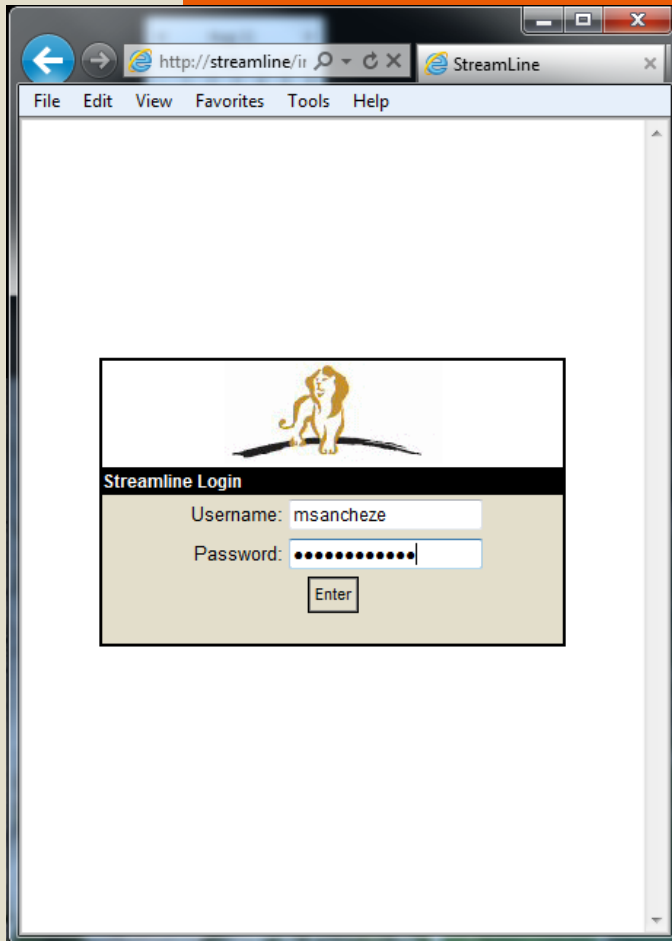 http://streamline/ir
StreamLine
File Edit View Favorites Tools Help
Streamline Login
Username: msancheze
Password: ••••••••••••
Enter